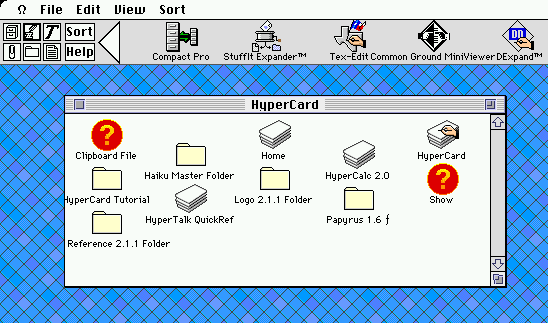 Ω File Edit View Sort
T Sort
Help
Compact Pro StuffIt Expander™ Tex-Edit Common Ground MiniViewer DExpand™
HyperCard
? Clipboard File
Haiku Master Folder
Home
HyperCalc 2.0
HyperCard
HyperCard Tutorial
HyperTalk QuickRef
Logo 2.1.1 Folder
Papyrus 1.6 ƒ
? Show
Reference 2.1.1 Folder